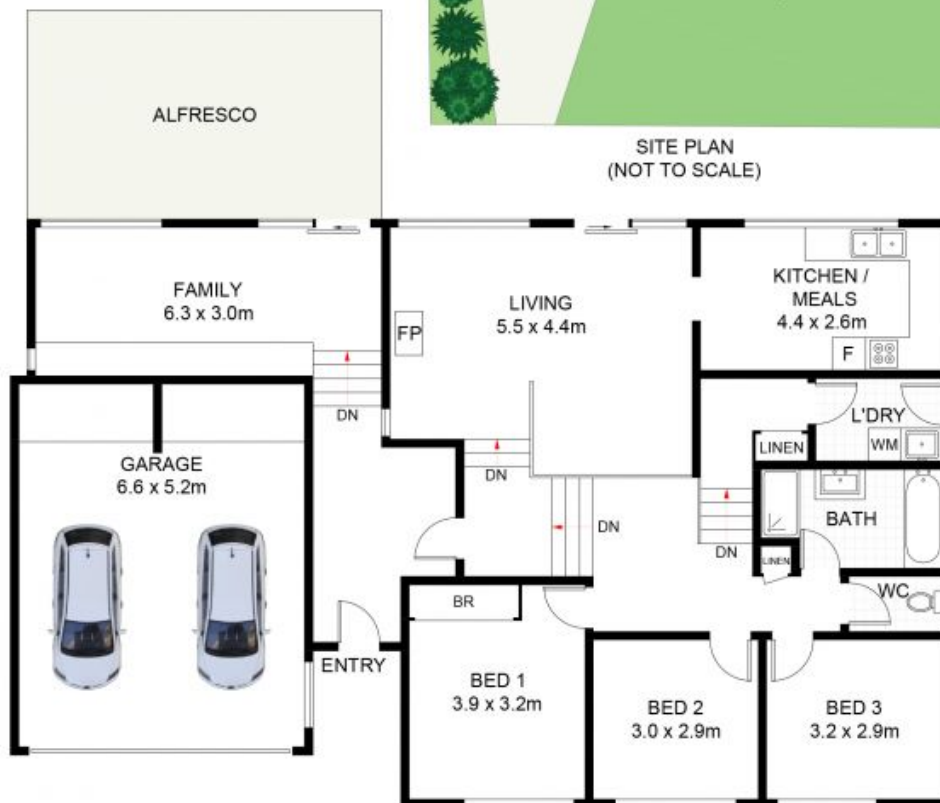 ALFRESCO
SITE PLAN
(NOT TO SCALE)
FAMILY
6.3 x 3.0m
FP
LIVING
5.5 x 4.4m
KITCHEN /
MEALS
4.4 x 2.6m
F
DN
L'DRY
WM
LINEN
DN
GARAGE
6.6 x 5.2m
DN
DN
BATH
LINEN
WC
BR
ENTRY
BED 1
3.9 x 3.2m
BED 2
3.0 x 2.9m
BED 3
3.2 x 2.9m